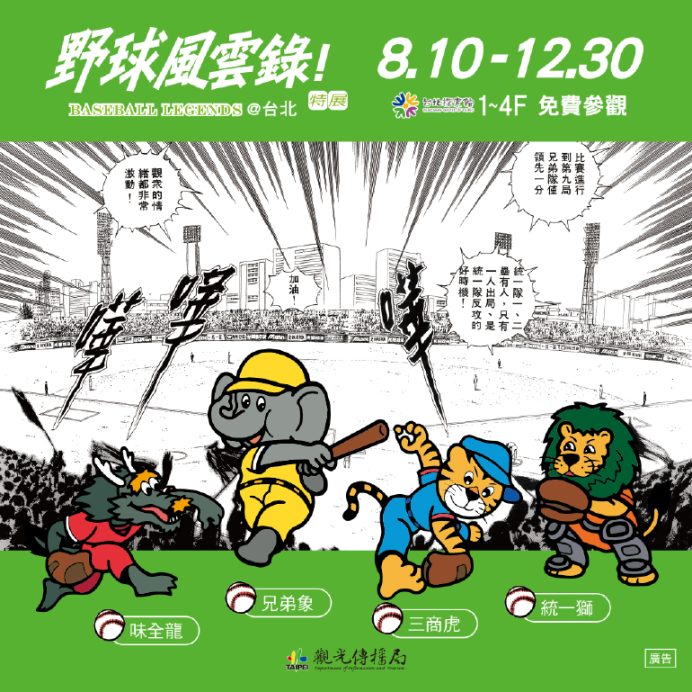 野球風雲錄!
BASEBALL LEGENDS @台北 特展
8.10-12.30
台北探索館 1~4F 免費參觀
比賽進行
到第九局
兄弟隊僅
領先一分
觀眾的情
緒都非常
激動!
加油
統一隊一、二
壘有人,只有
一人出局,是
統一隊反攻的
好時機!
嘩
嘩
嘩
味全龍
兄弟象
三商虎
統一獅
TAIPEI 觀光傳播局
Department of Information and Tourism
廣告